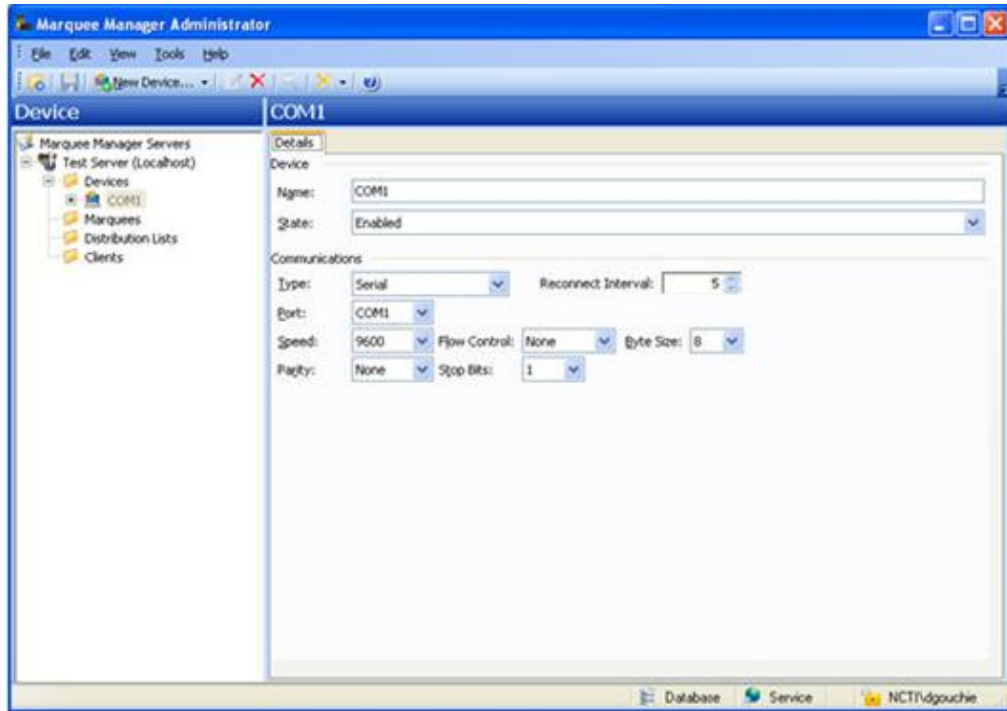 Marquee Manager Administrator
File Edit View Tools Help
New Device...
Device
COM1
Marquee Manager Servers
Test Server (Localhost)
Devices
COM1
Marquees
Distribution Lists
Clients
Details
Device
Name: COM1
State: Enabled
Communications
Type: Serial Reconnect Interval: 5
Port: COM1
Speed: 9600 Flow Control: None Byte Size: 8
Parity: None Stop Bits: 1
Database Service NCTI\dgouchie